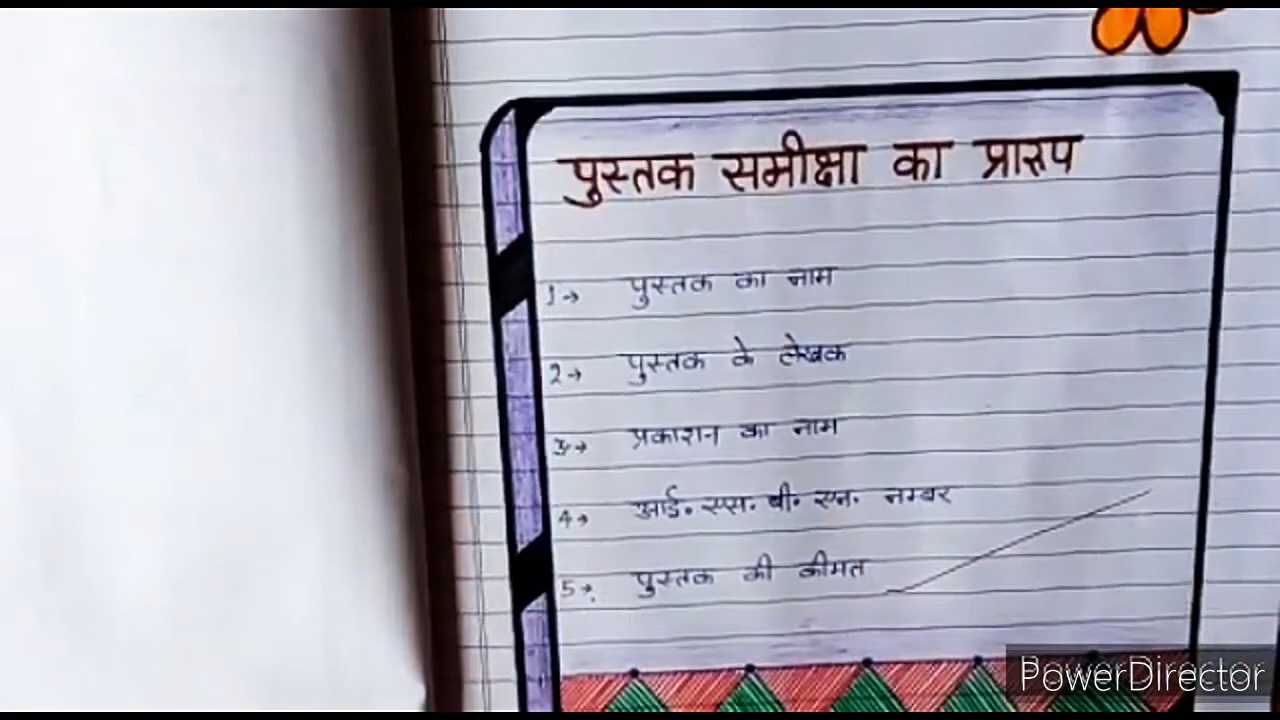 पुस्तक समीक्षा का प्रारुप
1→ पुस्तक का नाम
2→ पुस्तक के लेखक
3→ प्रकाशन का नाम
4→ आई. एस. बी. एन. नम्बर
5→ पुस्तक की कीमत
PowerDirector